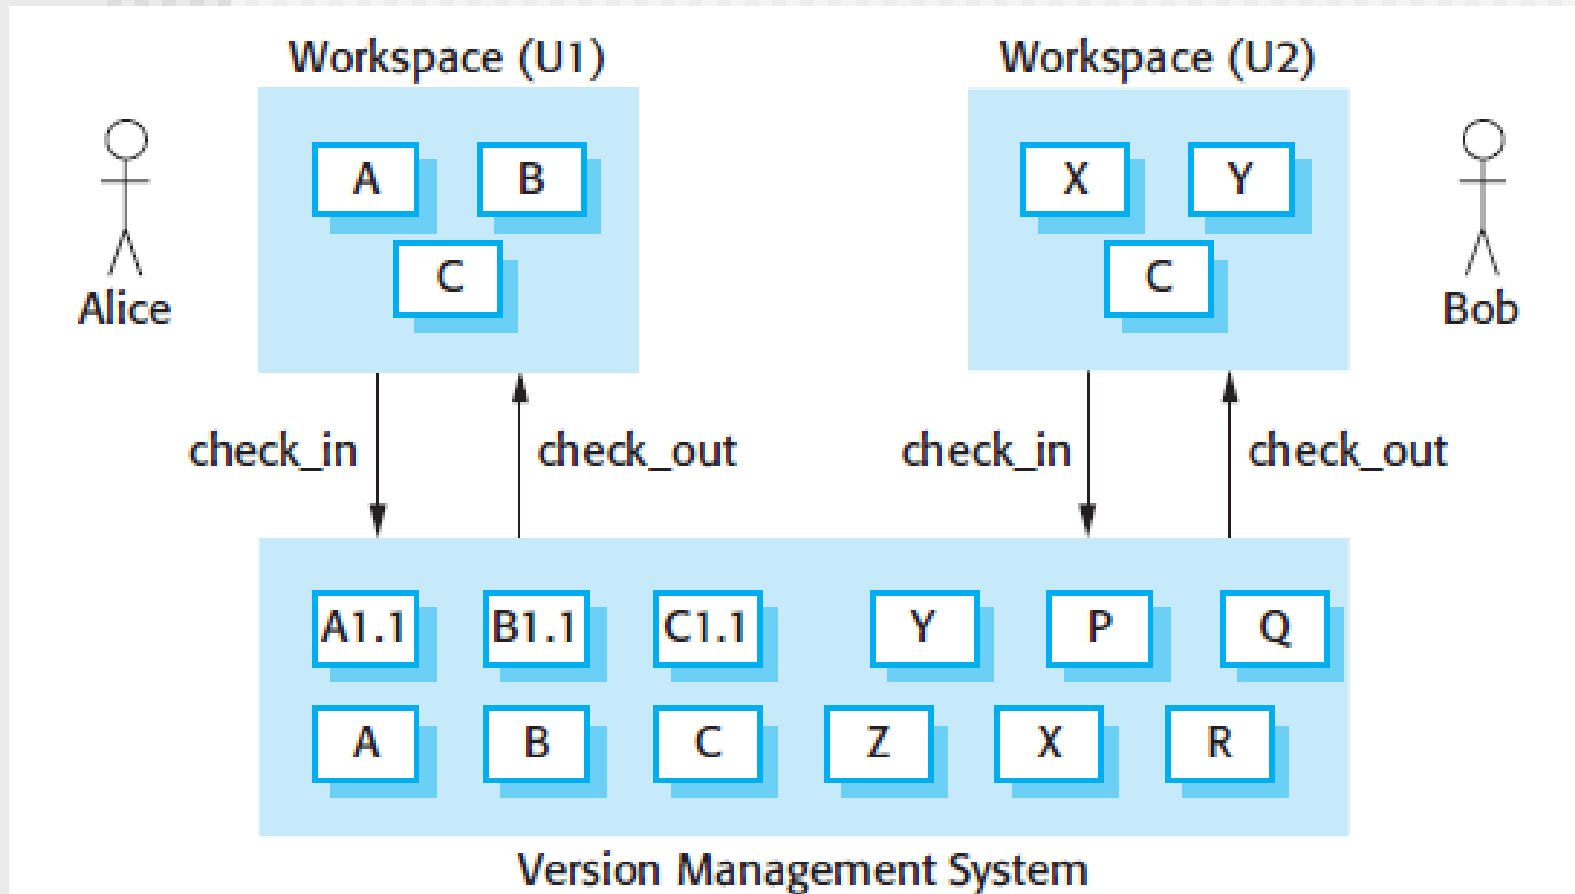 Workspace (U1)
Workspace (U2)
A
B
C
X
Y
C
Alice
Bob
check_in
check_out
check_in
check_out
A1.1
B1.1
C1.1
Y
P
Q
A
B
C
Z
X
R
Version Management System